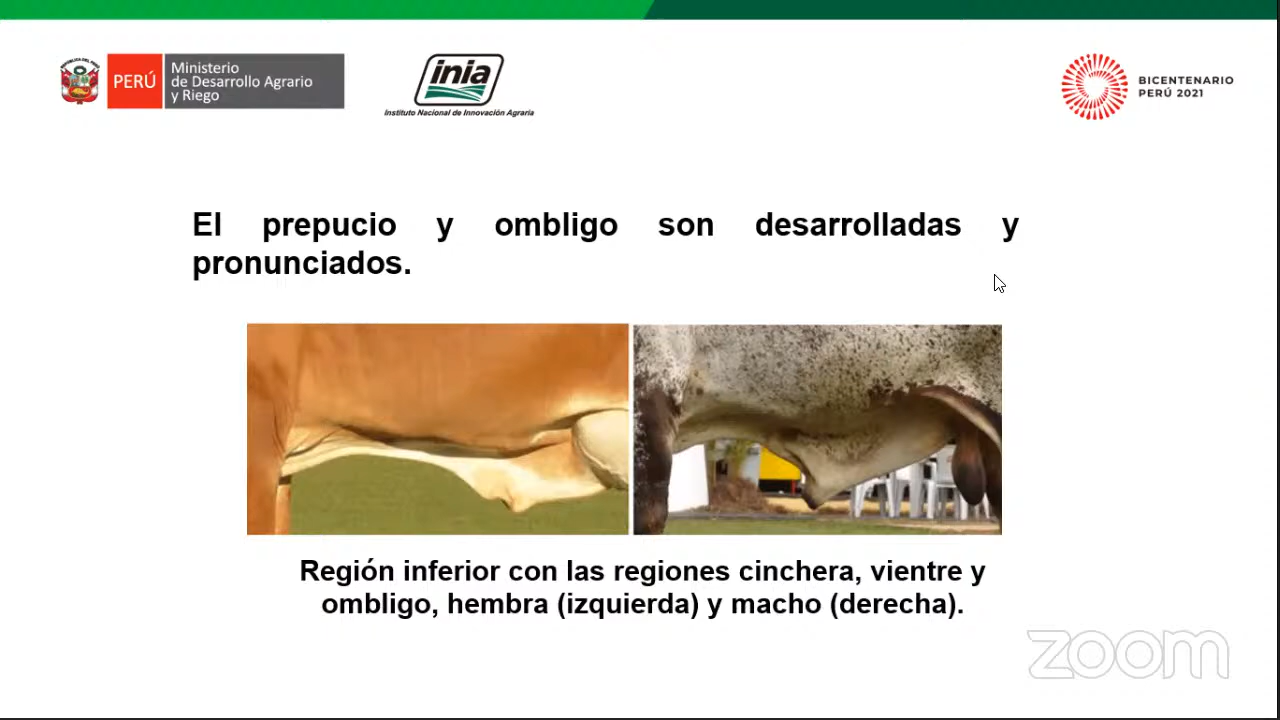 PERÚ
Ministerio
de Desarrollo Agrario
y Riego
inia
Instituto Nacional de Innovación Agraria
BICENTENARIO
PERÚ 2021
El prepucio y ombligo son desarrolladas y
pronunciados.
Región inferior con las regiones cinchera, vientre y
ombligo, hembra (izquierda) y macho (derecha).
zoom